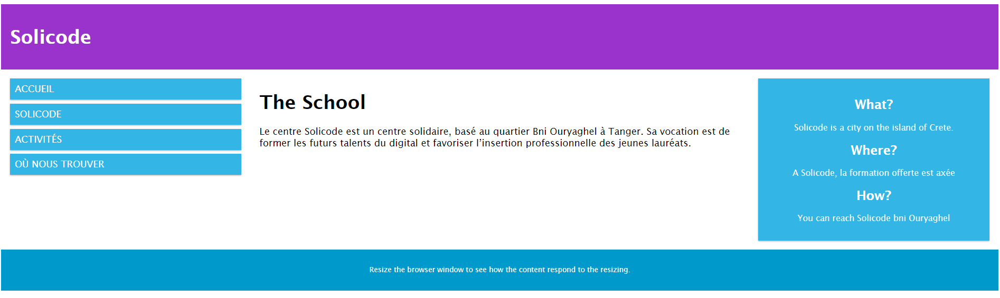 Solicode
ACCUEIL
SOLICODE
ACTIVITÉS
OÙ NOUS TROUVER
The School
Le centre Solicode est un centre solidaire, basé au quartier Bni Ouryaghel à Tanger. Sa vocation est de
former les futurs talents du digital et favoriser l’insertion professionnelle des jeunes lauréats.
What?
Solicode is a city on the island of Crete.
Where?
A Solicode, la formation offerte est axée
How?
You can reach Solicode bni Ouryaghel
Resize the browser window to see how the content respond to the resizing.